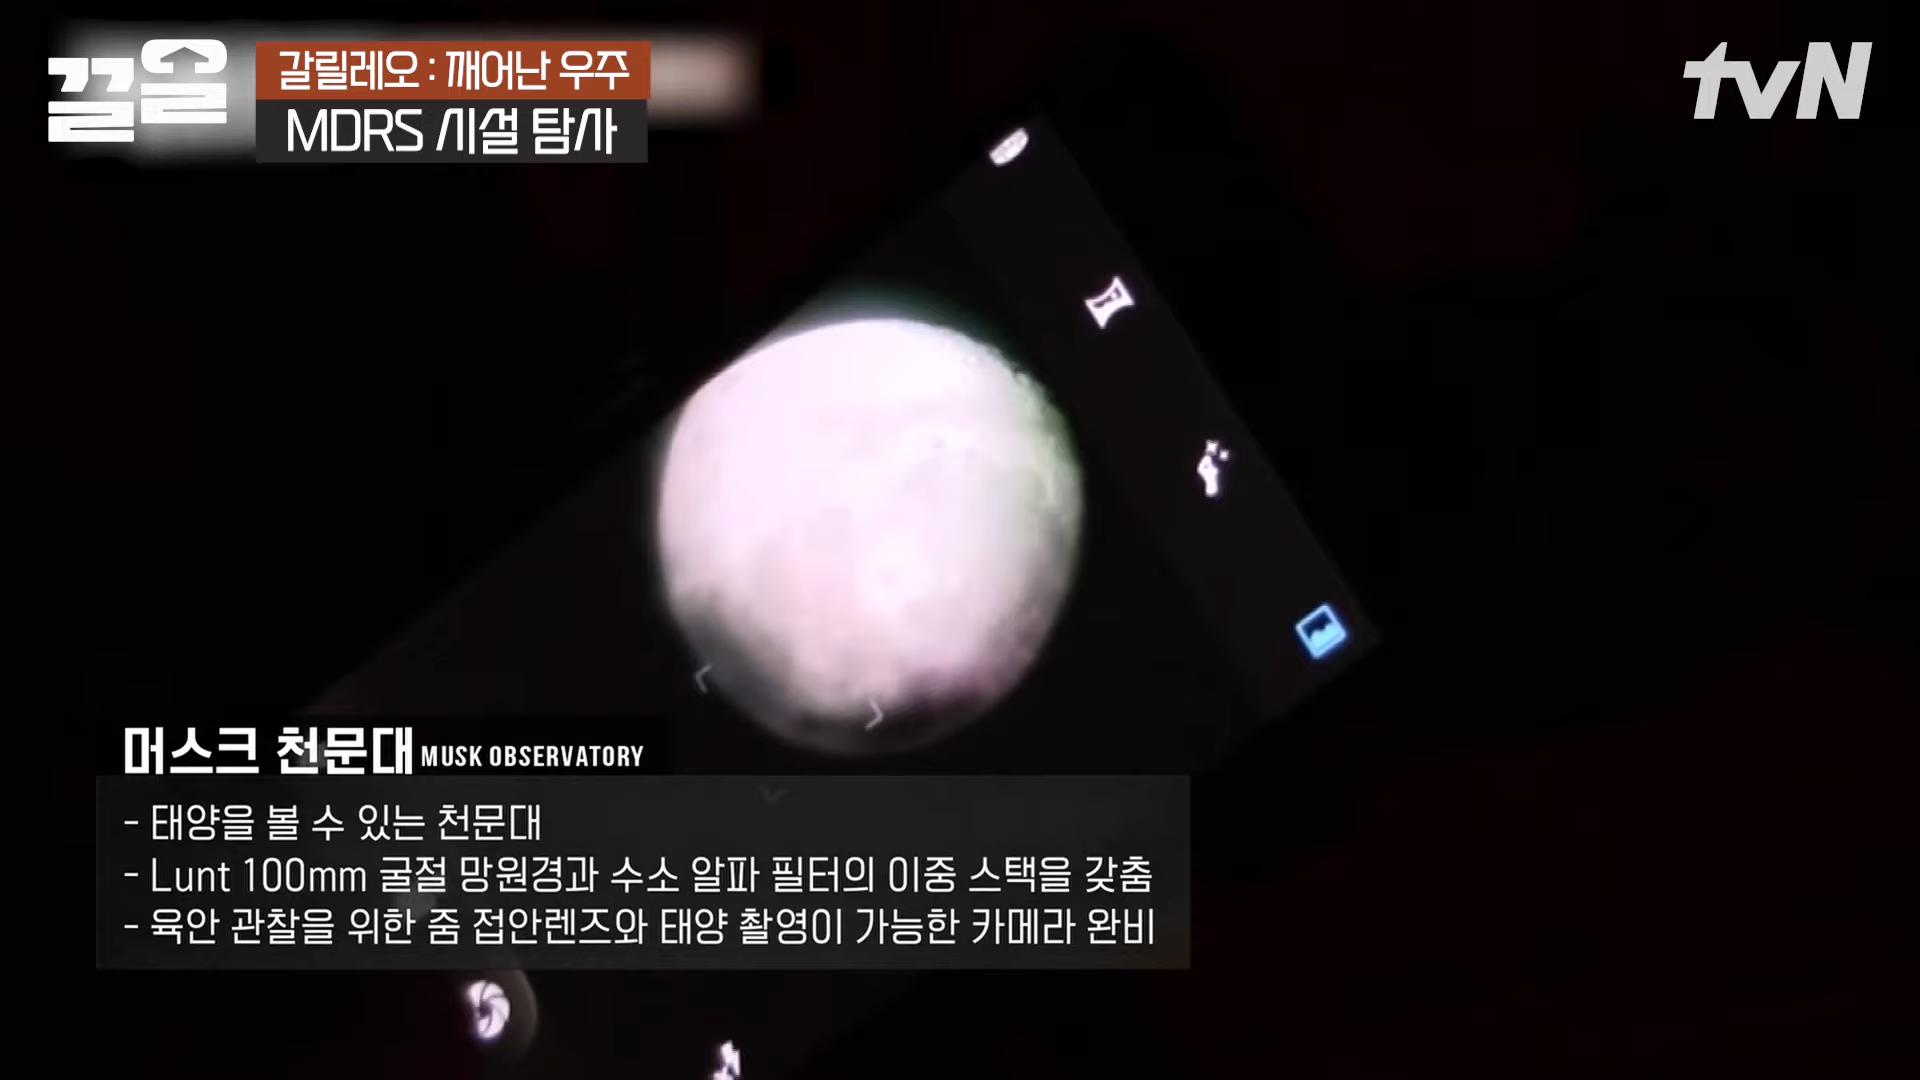 끌올
갈릴레오 : 깨어난 우주
MDRS 시설 탐사
tvN
머스크 천문대 MUSK OBSERVATORY
- 태양을 볼 수 있는 천문대
- Lunt 100mm 굴절 망원경과 수소 알파 필터의 이중 스택을 갖춤
- 육안 관찰을 위한 줌 접안렌즈와 태양 촬영이 가능한 카메라 완비